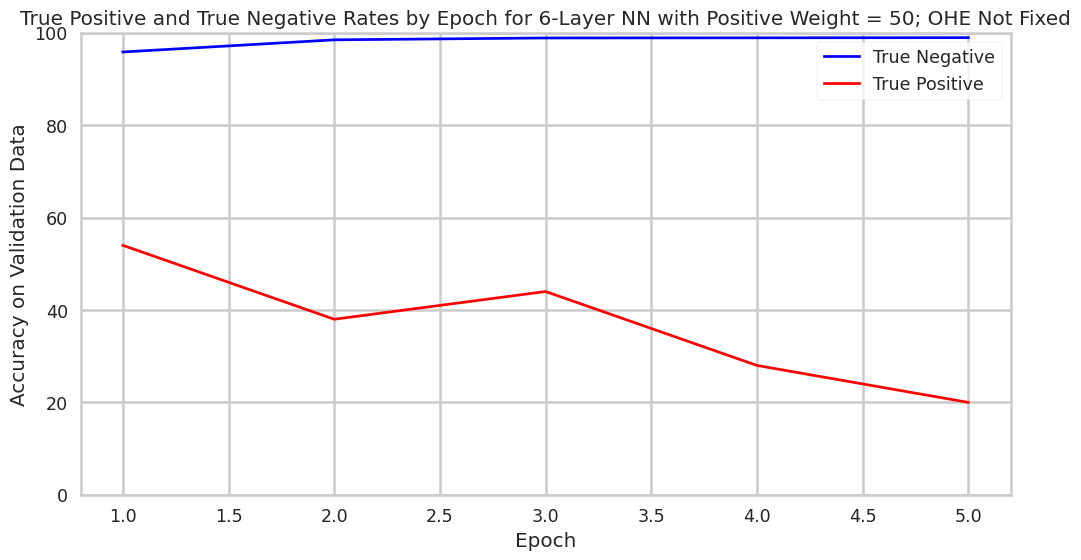 True Positive and True Negative Rates by Epoch for 6-Layer NN with Positive Weight = 50; OHE Not Fixed
100
80
60
40
20
0
Accuracy on Validation Data
True Negative
True Positive
1.0 1.5 2.0 2.5 3.0 3.5 4.0 4.5 5.0
Epoch